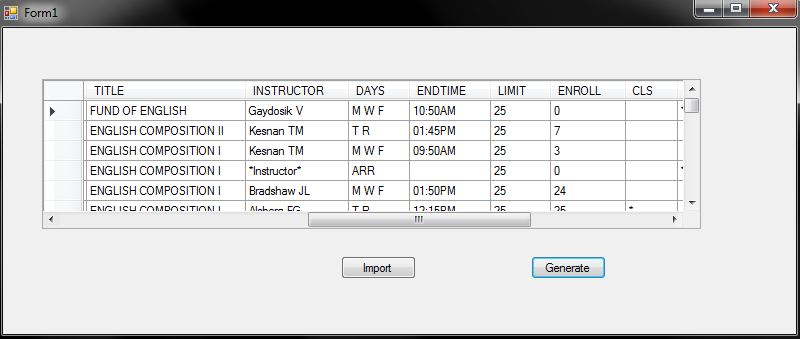 Form1
TITLE INSTRUCTOR DAYS ENDTIME LIMIT ENROLL CLS
FUND OF ENGLISH Gaydosik V M W F 10:50AM 25 0
ENGLISH COMPOSITION II Kesnan TM T R 01:45PM 25 7
ENGLISH COMPOSITION I Kesnan TM M W F 09:50AM 25 3
ENGLISH COMPOSITION I *Instructor* ARR 25 0
ENGLISH COMPOSITION I Bradshaw JL M W F 01:50PM 25 24
ENGLISH COMPOSITION I T R 12:15PM 25 25 *
Import Generate